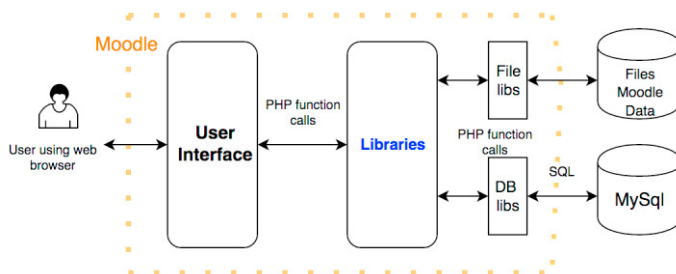 Moodle
User using web
browser
User
Interface
PHP function
calls
Libraries
File
libs
PHP function
calls
DB
libs
SQL
Files
Moodle
Data
MySql